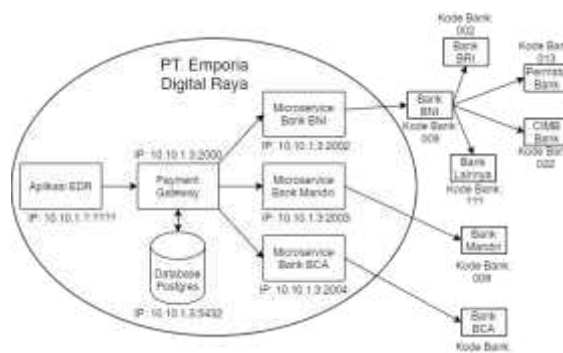 PT. Emporia
Digital Raya
Aplikasi EDR
IP: 10.10.1.?:????
IP: 10.10.1.3:2000
Payment
Gateway
Database
Postgres
IP: 10.10.1.3:5432
Microservice
Bank BNI
IP: 10.10.1.3:2002
Microservice
Bank Mandiri
IP: 10.10.1.3:2003
Microservice
Bank BCA
IP: 10.10.1.3:2004
Kode Bank:
002
Bank
BRI
Bank
BNI
Kode Bank:
009
Kode Bank:
013
Permata
Bank
CIMB
Bank
Kode Bank:
022
Bank
Lainnya
Kode Bank:
???
Bank
Mandiri
Kode Bank:
008
Bank
BCA
Kode Bank: